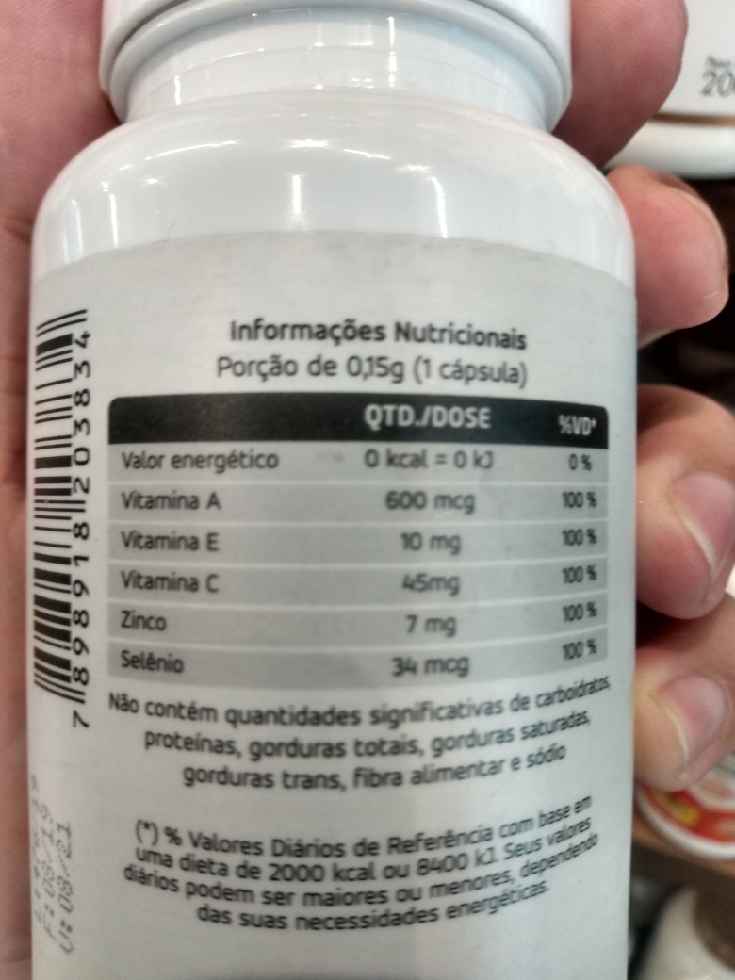 Informações Nutricionais
Porção de 0,15g (1 cápsula)
QTD./DOSE %VD*
Valor energético 0 kcal = 0 kJ 0 %
Vitamina A 600 mcg 100 %
Vitamina E 10 mg 100 %
Vitamina C 45mg 100 %
Zinco 7 mg 100 %
Selênio 34 mcg 100 %
Não contém quantidades significativas de carboidratos,
proteínas, gorduras totais, gorduras saturadas,
gorduras trans, fibra alimentar e sódio
(*) % Valores Diários de Referência com base em
uma dieta de 2000 kcal ou 8400 kJ. Seus valores
diários podem ser maiores ou menores, dependendo
das suas necessidades energéticas.
7 898918 203834
V: 08/21